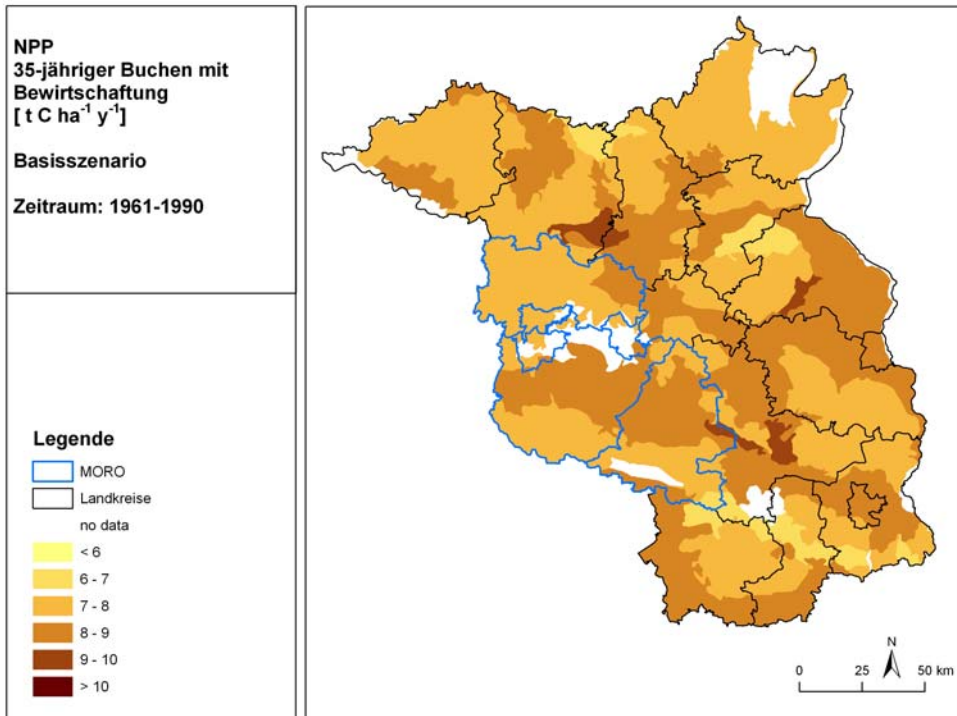 NPP
35-jähriger Buchen mit
Bewirtschaftung
[ t C ha⁻¹ y⁻¹]
Basisszenario
Zeitraum: 1961-1990
Legende
MORO
Landkreise
no data
< 6
6 - 7
7 - 8
8 - 9
9 - 10
> 10
N
0 25 50 km